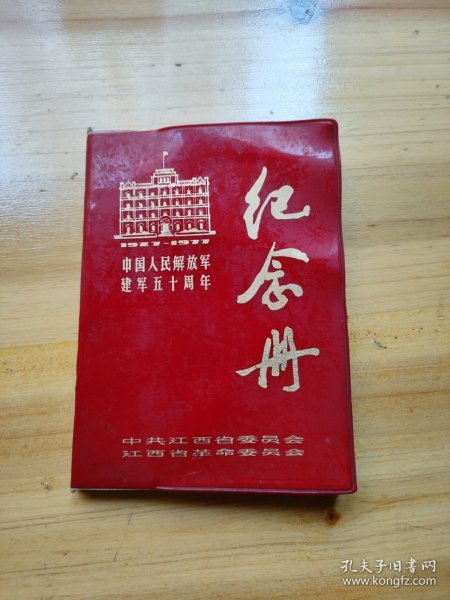 1927-1977
中国人民解放军
建军五十周年
纪念册
中共江西省委员会
江西省革命委员会
孔夫子旧书网
www.kongfz.com